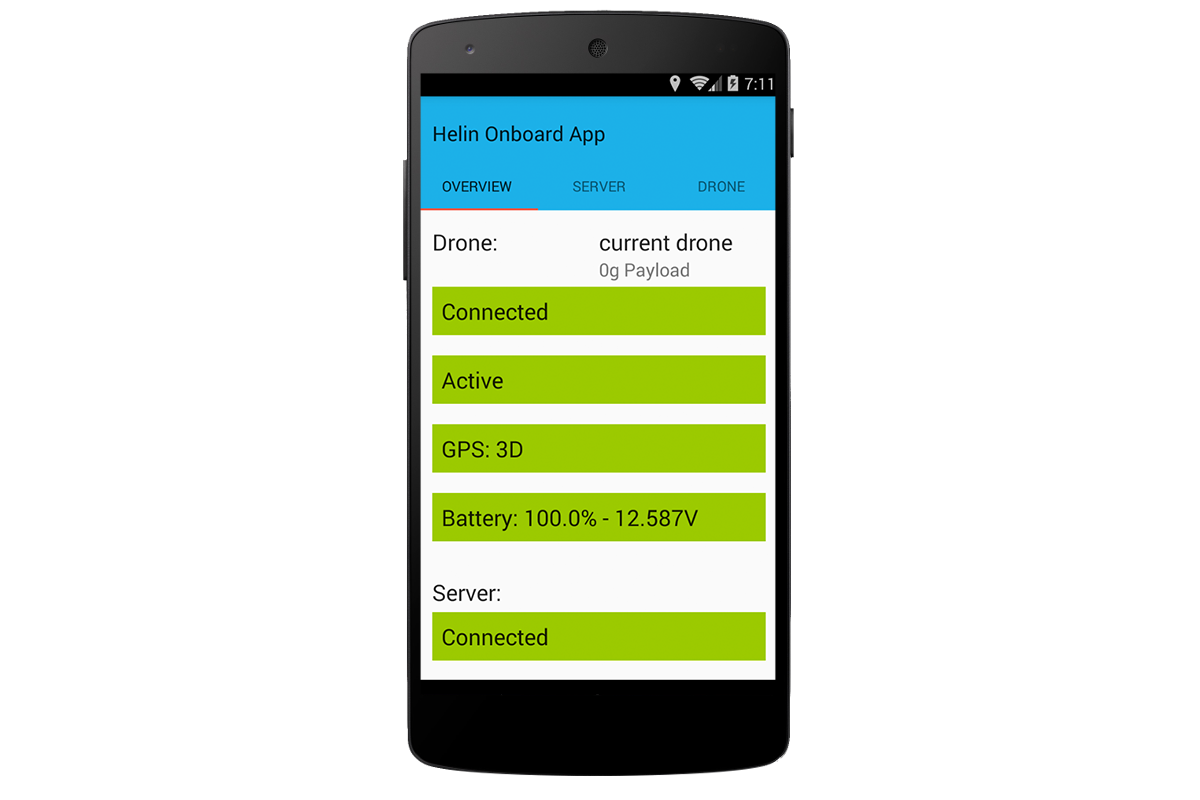 7:11
Helin Onboard App
OVERVIEW SERVER DRONE
Drone: current drone
0g Payload
Connected
Active
GPS: 3D
Battery: 100.0% - 12.587V
Server:
Connected